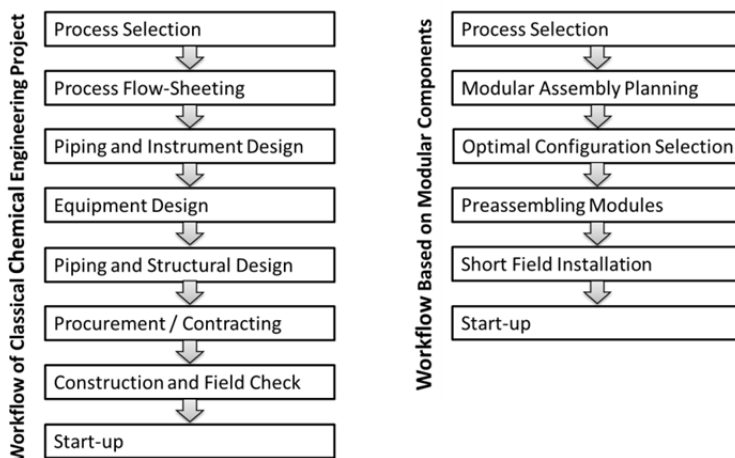 Workflow of Classical Chemical Engineering Project
Process Selection
Process Flow-Sheeting
Piping and Instrument Design
Equipment Design
Piping and Structural Design
Procurement / Contracting
Construction and Field Check
Start-up
Workflow Based on Modular Components
Process Selection
Modular Assembly Planning
Optimal Configuration Selection
Preassembling Modules
Short Field Installation
Start-up